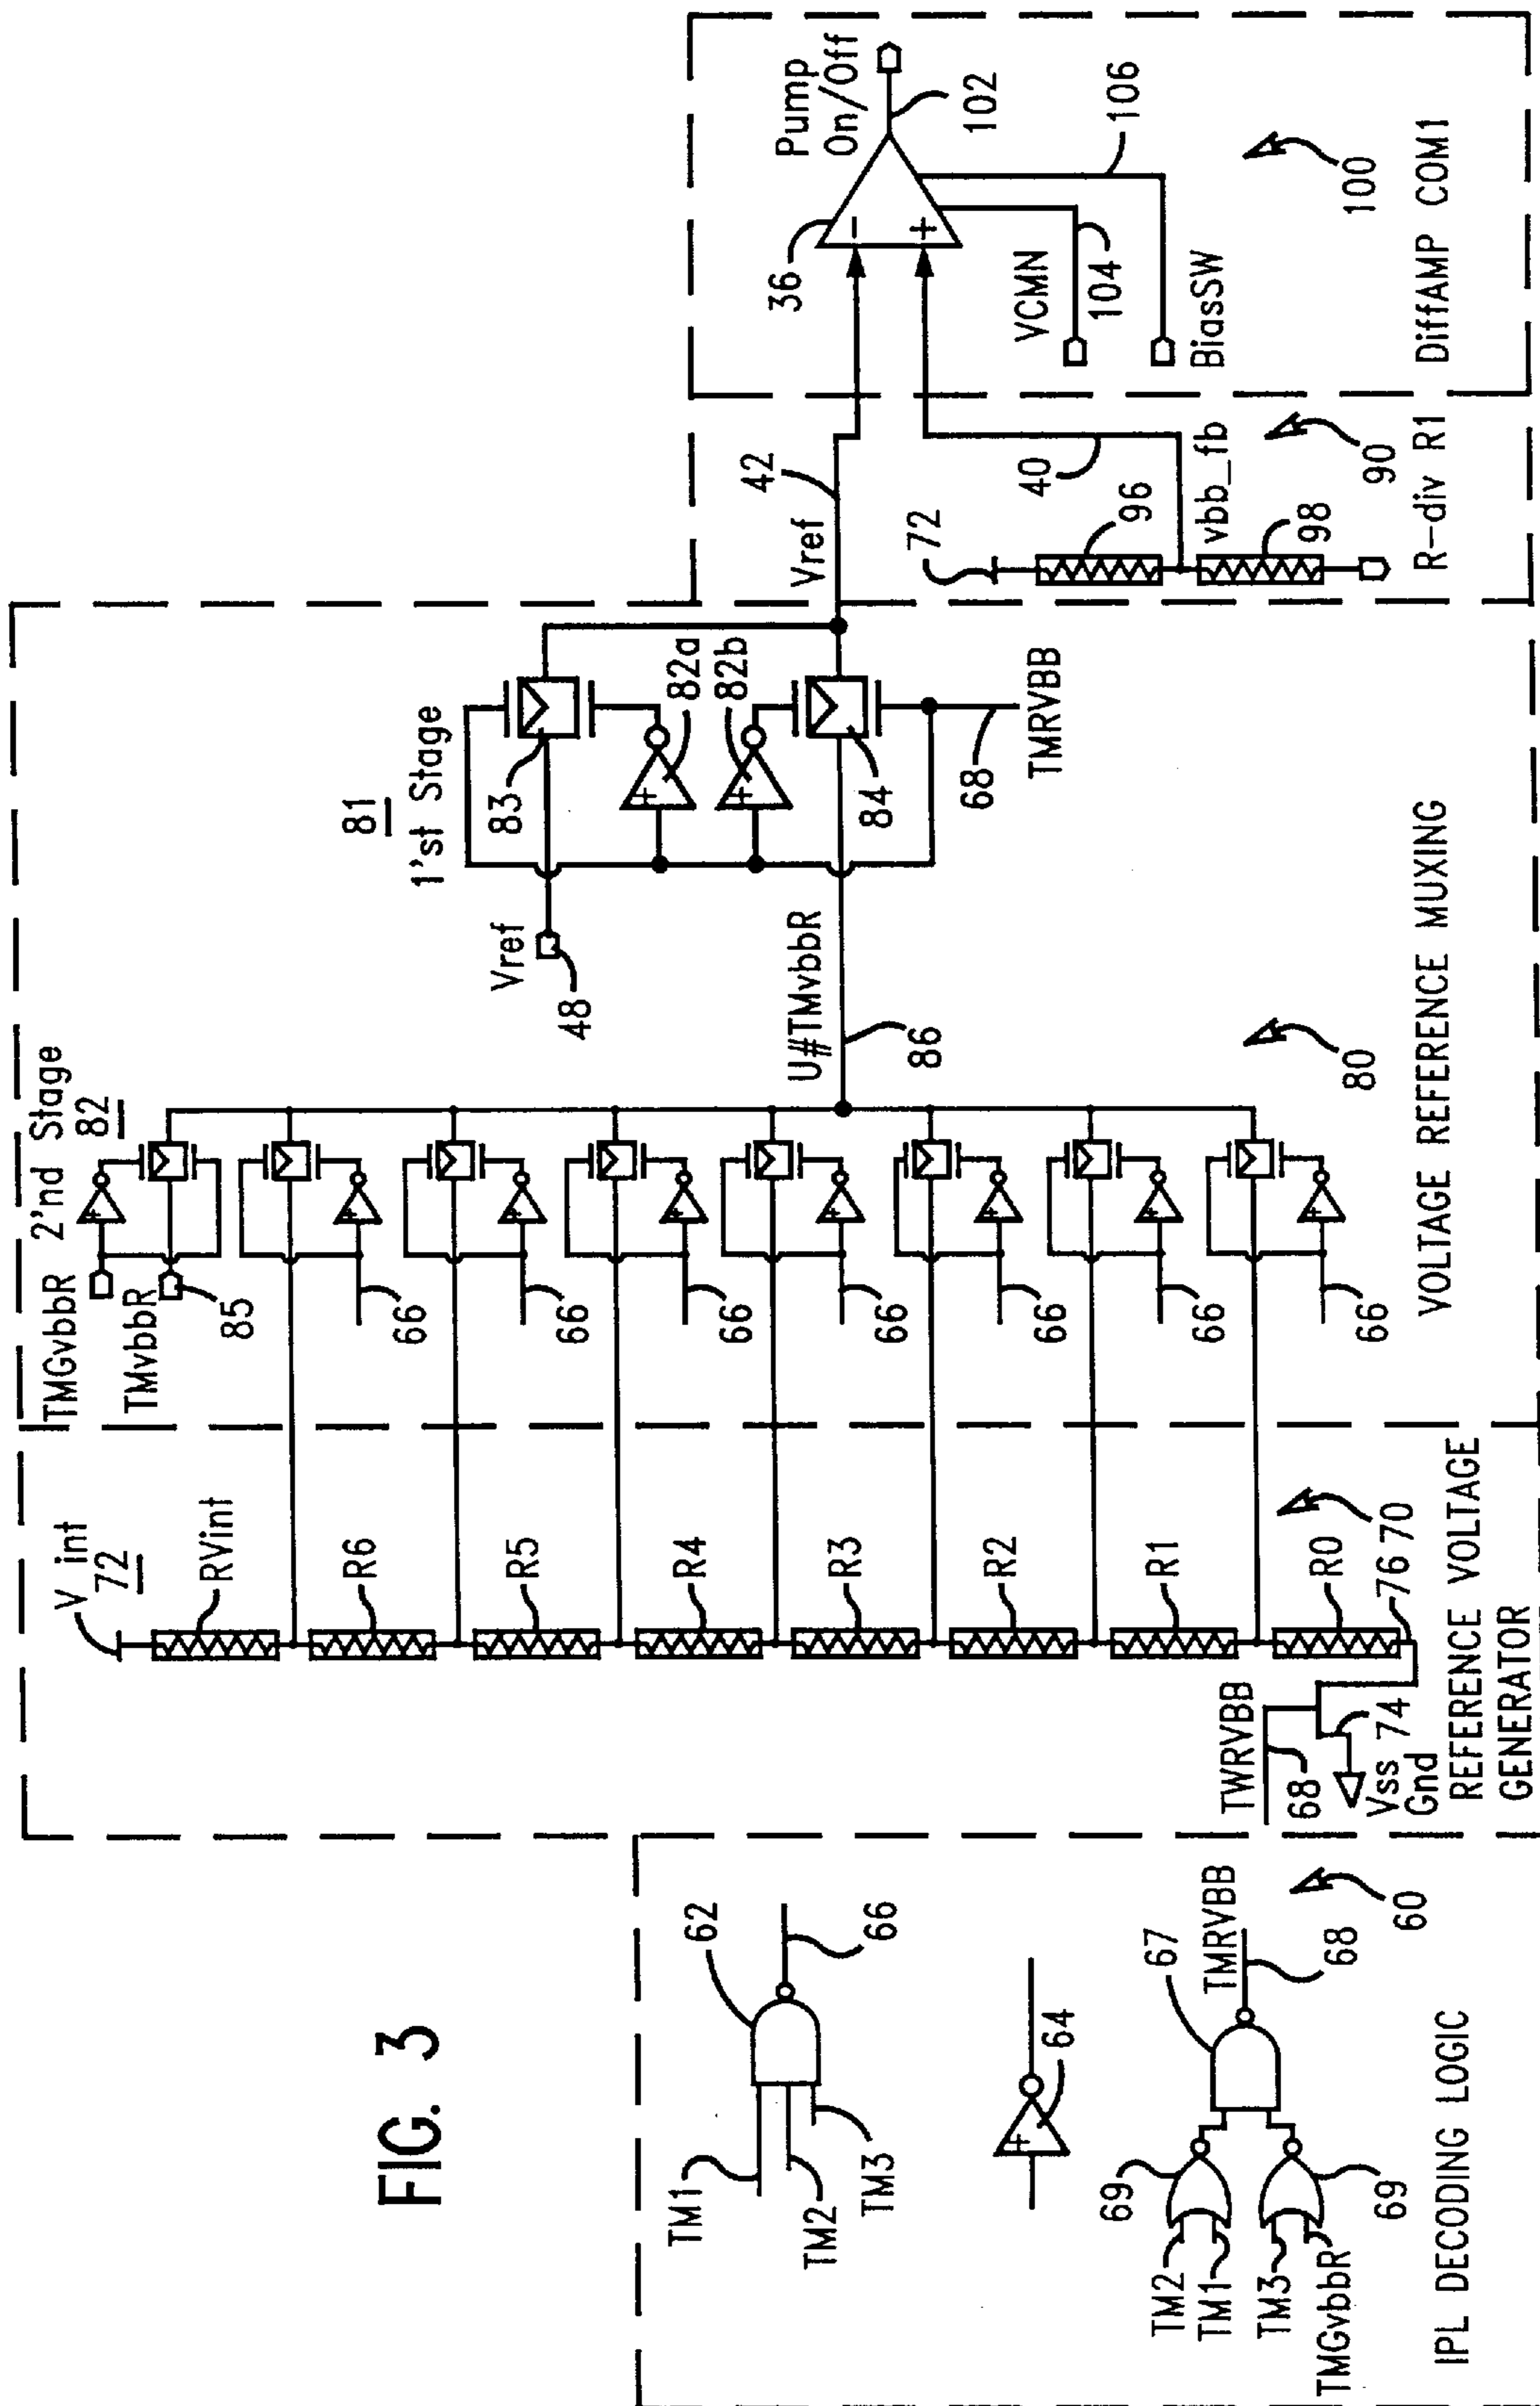 FIG. 3
TM1
TM2
TM3
62
66
64
TM2
TM1
TM3
TMGvbbR
69
69
67
TMRVBB
68
60
IPL DECODING LOGIC
V int
72
RVint
R6
R5
R4
R3
R2
R1
R0
76
70
TWRVBB
68
74
Vss
Gnd
REFERENCE VOLTAGE
GENERATOR
TMGvbbR
2'nd Stage
82
TMvbbR
85
66
66
66
66
66
66
66
U#TMvbbR
86
80
VOLTAGE REFERENCE MUXING
81
1'st Stage
Vref
48
83
82a
82b
84
68
TMRVBB
Vref
42
72
96
98
vbb_fb
40
90
R-div R1
36
-
+
Pump
On/Off
102
VCMN
104
106
BiasSW
100
DiffAMP COM1